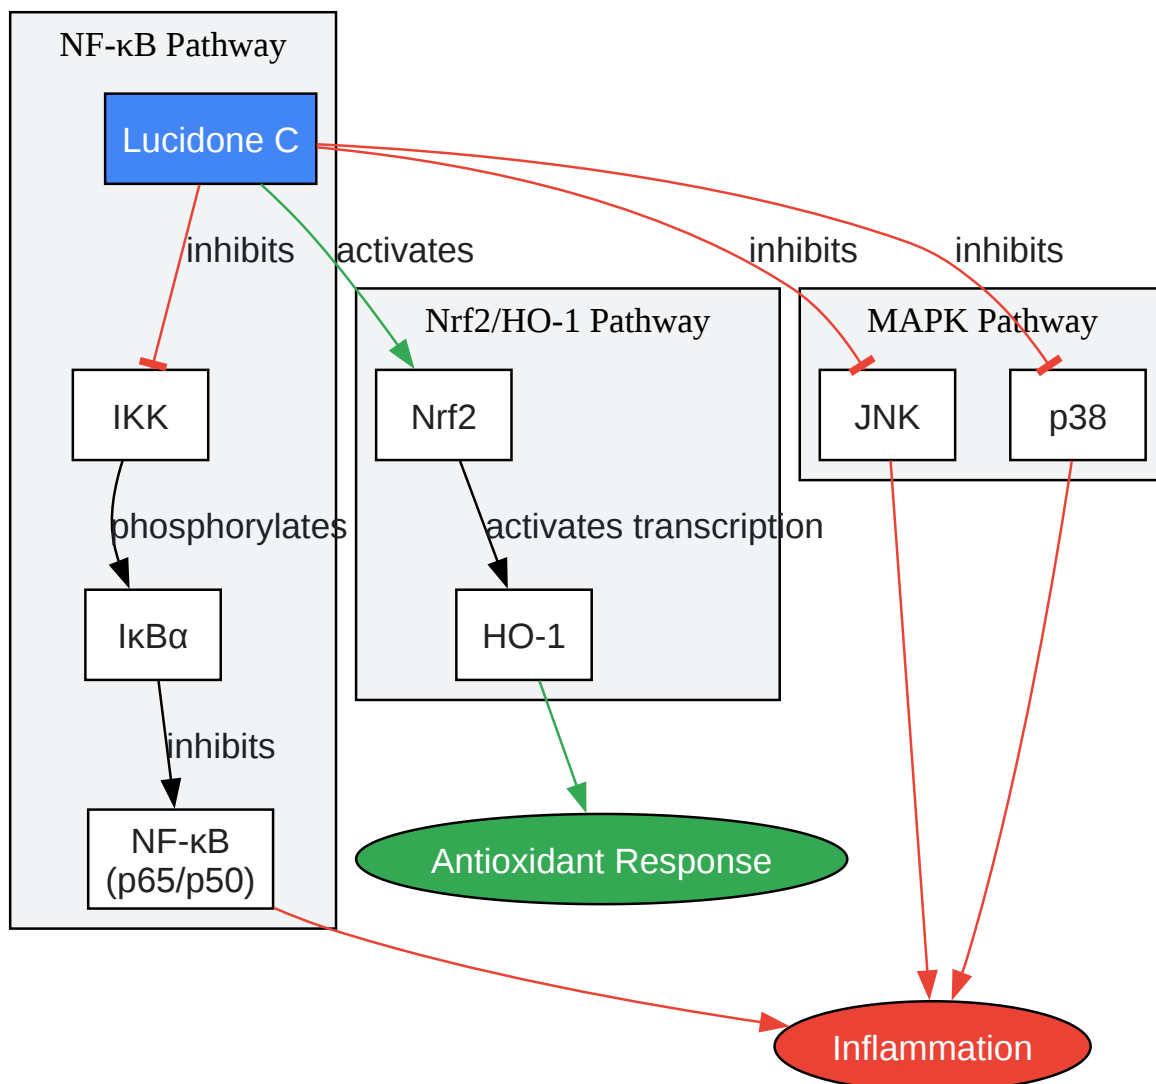 NF-κB Pathway
Lucidone C
inhibits
activates
inhibits
inhibits
Nrf2/HO-1 Pathway
MAPK Pathway
IKK
Nrf2
JNK
p38
phosphorylates
activates transcription
IκBα
HO-1
inhibits
NF-κB
(p65/p50)
Antioxidant Response
Inflammation